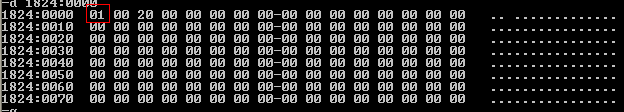 -d 1824:0000
1824:0000 01 00 20 00 00 00 00 00-00 00 00 00 00 00 00 00 .. .............
1824:0010 00 00 00 00 00 00 00 00-00 00 00 00 00 00 00 00 ................
1824:0020 00 00 00 00 00 00 00 00-00 00 00 00 00 00 00 00 ................
1824:0030 00 00 00 00 00 00 00 00-00 00 00 00 00 00 00 00 ................
1824:0040 00 00 00 00 00 00 00 00-00 00 00 00 00 00 00 00 ................
1824:0050 00 00 00 00 00 00 00 00-00 00 00 00 00 00 00 00 ................
1824:0060 00 00 00 00 00 00 00 00-00 00 00 00 00 00 00 00 ................
1824:0070 00 00 00 00 00 00 00 00-00 00 00 00 00 00 00 00 ................